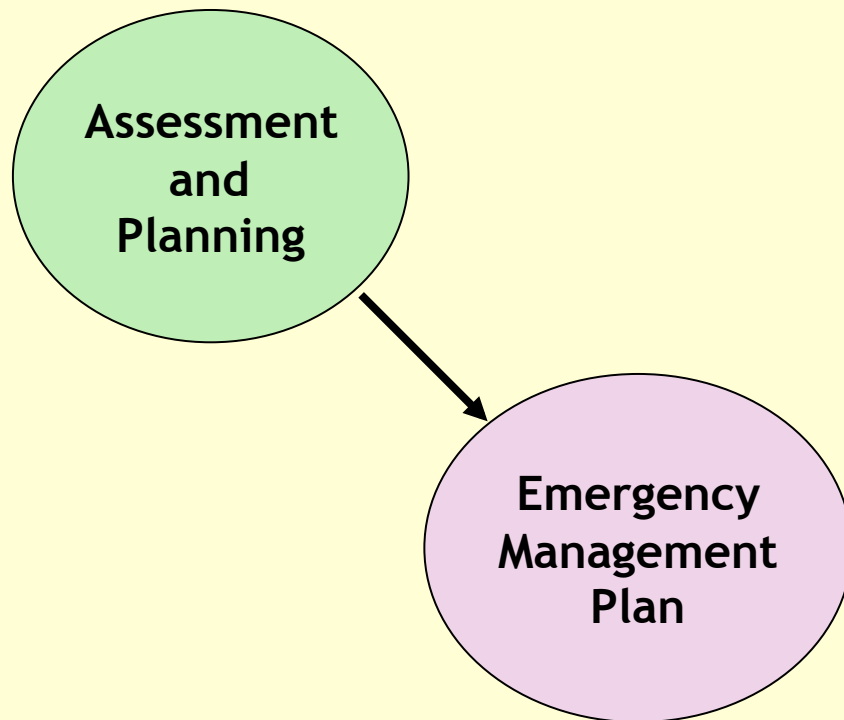 Assessment
and
Planning
Emergency
Management
Plan